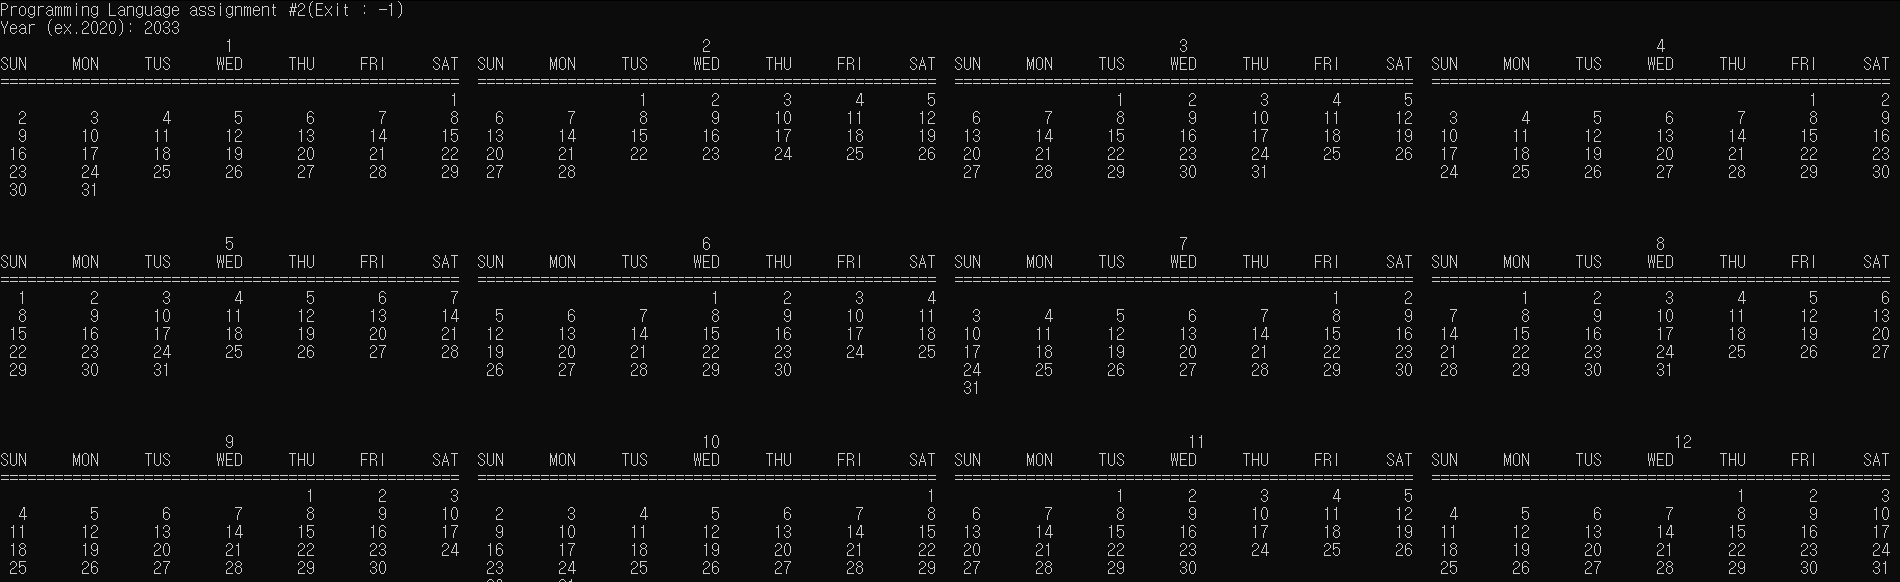 Programming Language assignment #2(Exit : -1)
Year (ex.2020): 2033
1 2 3 4
SUN MON TUS WED THU FRI SAT SUN MON TUS WED THU FRI SAT SUN MON TUS WED THU FRI SAT SUN MON TUS WED THU FRI SAT
1 1 2 3 4 5 1 2 3 4 5 1 2
2 3 4 5 6 7 8 6 7 8 9 10 11 12 6 7 8 9 10 11 12 3 4 5 6 7 8 9
9 10 11 12 13 14 15 13 14 15 16 17 18 19 13 14 15 16 17 18 19 10 11 12 13 14 15 16
16 17 18 19 20 21 22 20 21 22 23 24 25 26 20 21 22 23 24 25 26 17 18 19 20 21 22 23
23 24 25 26 27 28 29 27 28 27 28 29 30 31 24 25 26 27 28 29 30
30 31
5 6 7 8
SUN MON TUS WED THU FRI SAT SUN MON TUS WED THU FRI SAT SUN MON TUS WED THU FRI SAT SUN MON TUS WED THU FRI SAT
1 2 3 4 5 6 7 1 2 3 4 1 2 1 2 3 4 5 6
8 9 10 11 12 13 14 5 6 7 8 9 10 11 3 4 5 6 7 8 9 7 8 9 10 11 12 13
15 16 17 18 19 20 21 12 13 14 15 16 17 18 10 11 12 13 14 15 16 14 15 16 17 18 19 20
22 23 24 25 26 27 28 19 20 21 22 23 24 25 17 18 19 20 21 22 23 21 22 23 24 25 26 27
29 30 31 26 27 28 29 30 24 25 26 27 28 29 30 28 29 30 31
31
9 10 11 12
SUN MON TUS WED THU FRI SAT SUN MON TUS WED THU FRI SAT SUN MON TUS WED THU FRI SAT SUN MON TUS WED THU FRI SAT
1 2 3 1 1 2 3 4 5 1 2 3
4 5 6 7 8 9 10 2 3 4 5 6 7 8 6 7 8 9 10 11 12 4 5 6 7 8 9 10
11 12 13 14 15 16 17 9 10 11 12 13 14 15 13 14 15 16 17 18 19 11 12 13 14 15 16 17
18 19 20 21 22 23 24 16 17 18 19 20 21 22 20 21 22 23 24 25 26 18 19 20 21 22 23 24
25 26 27 28 29 30 23 24 25 26 27 28 29 27 28 29 30 25 26 27 28 29 30 31